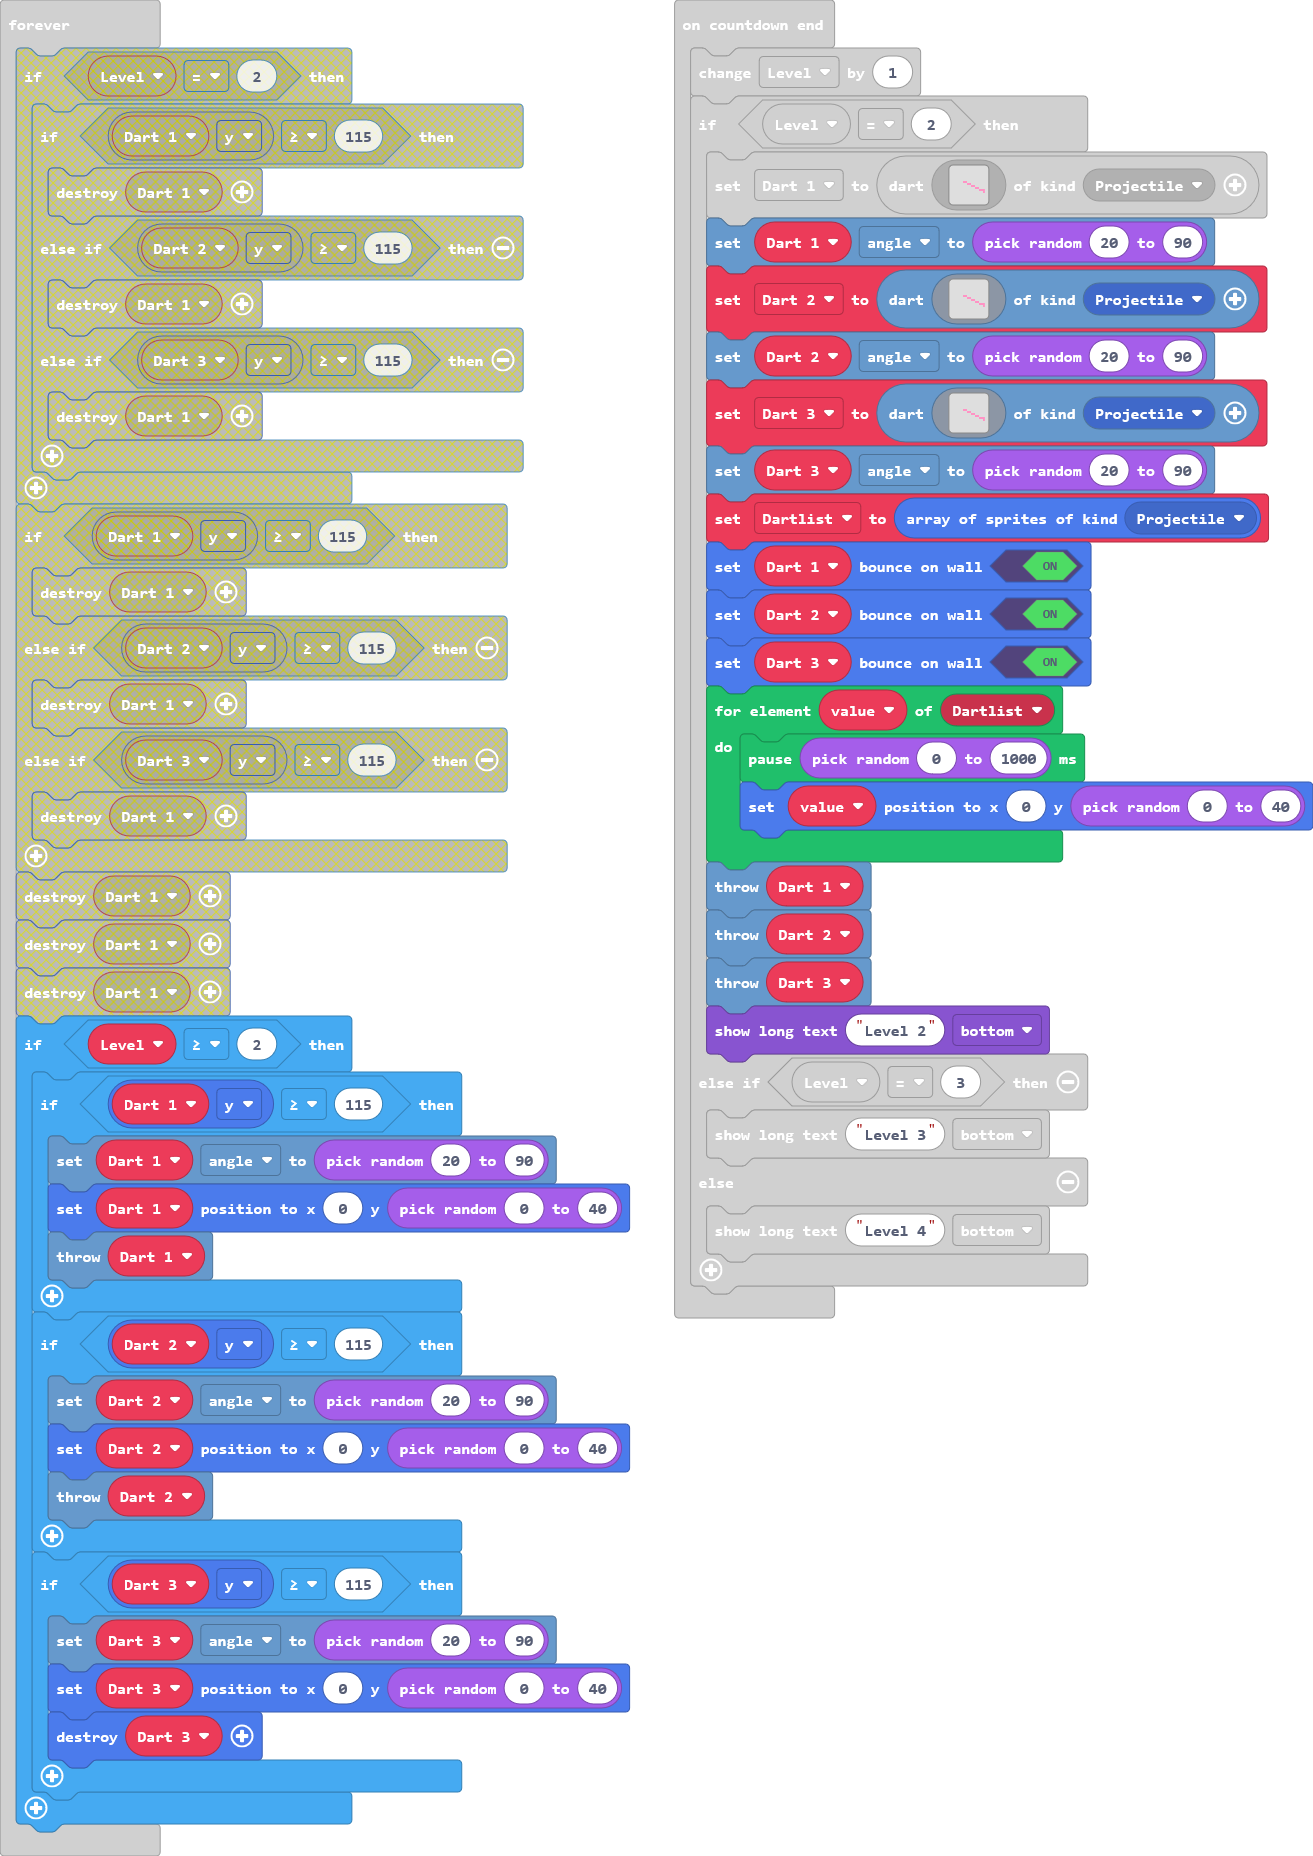 forever
if Level = 2 then
if Dart 1 y ≥ 115 then
destroy Dart 1
else if Dart 2 y ≥ 115 then
destroy Dart 1
else if Dart 3 y ≥ 115 then
destroy Dart 1
if Dart 1 y ≥ 115 then
destroy Dart 1
else if Dart 2 y ≥ 115 then
destroy Dart 1
else if Dart 3 y ≥ 115 then
destroy Dart 1
destroy Dart 1
destroy Dart 1
destroy Dart 1
if Level ≥ 2 then
if Dart 1 y ≥ 115 then
set Dart 1 angle to pick random 20 to 90
set Dart 1 position to x 0 y pick random 0 to 40
throw Dart 1
if Dart 2 y ≥ 115 then
set Dart 2 angle to pick random 20 to 90
set Dart 2 position to x 0 y pick random 0 to 40
throw Dart 2
if Dart 3 y ≥ 115 then
set Dart 3 angle to pick random 20 to 90
set Dart 3 position to x 0 y pick random 0 to 40
destroy Dart 3
on countdown end
change Level by 1
if Level = 2 then
set Dart 1 to dart of kind Projectile
set Dart 1 angle to pick random 20 to 90
set Dart 2 to dart of kind Projectile
set Dart 2 angle to pick random 20 to 90
set Dart 3 to dart of kind Projectile
set Dart 3 angle to pick random 20 to 90
set Dartlist to array of sprites of kind Projectile
set Dart 1 bounce on wall ON
set Dart 2 bounce on wall ON
set Dart 3 bounce on wall ON
for element value of Dartlist
do
pause pick random 0 to 1000 ms
set value position to x 0 y pick random 0 to 40
throw Dart 1
throw Dart 2
throw Dart 3
show long text "Level 2" bottom
else if Level = 3 then
show long text "Level 3" bottom
else
show long text "Level 4" bottom